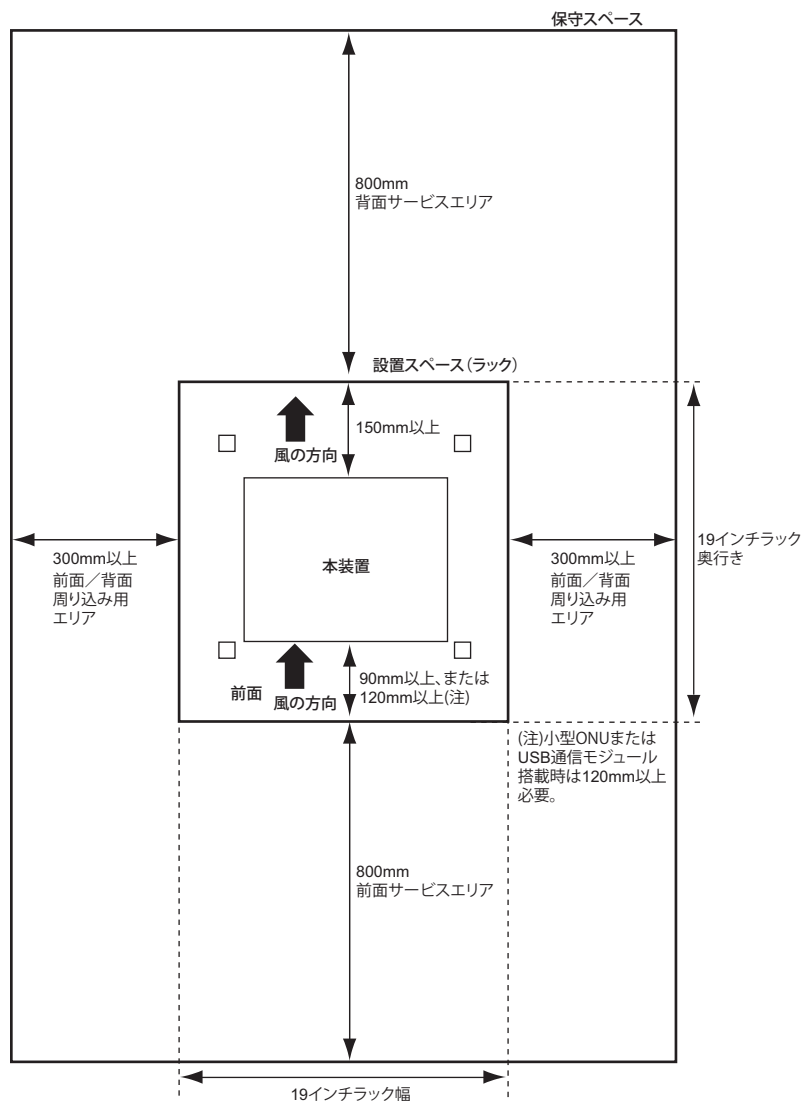 保守スペース
800mm
背面サービスエリア
設置スペース（ラック）
150mm以上
風の方向
300mm以上
前面／背面
周り込み用
エリア
本装置
300mm以上
前面／背面
周り込み用
エリア
19インチラック
奥行き
前面
風の方向
90mm以上、または
120mm以上(注)
(注)小型ONUまたは
USB通信モジュール
搭載時は120mm以上
必要。
800mm
前面サービスエリア
19インチラック幅